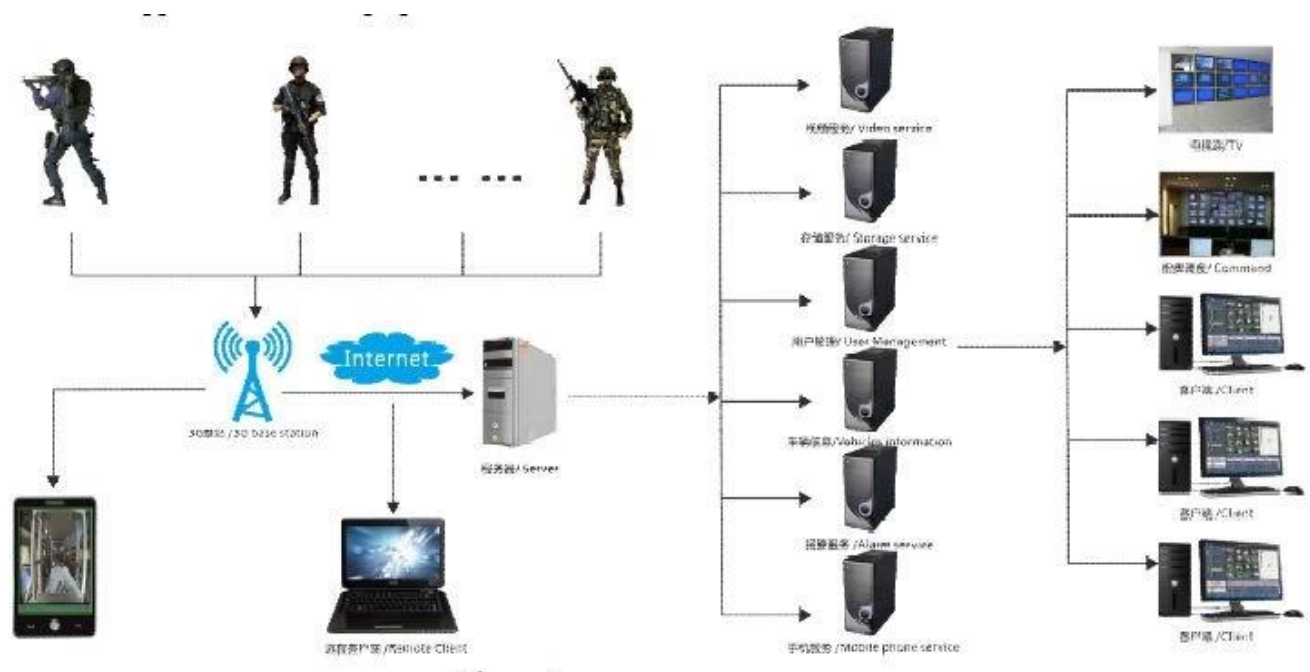 视频服务/ Video service
电视墙/TV
存储服务/ Storage service
指挥调度/ Command
用户管理/ User Management
Internet
客户端 /Client
3G基站 /3G base station
车辆信息/Vehicles information
服务器/ Server
客户端 /Client
报警服务 /Alarm service
远程客户端 /Remote Client
手机服务 /Mobile phone service
客户端 /Client